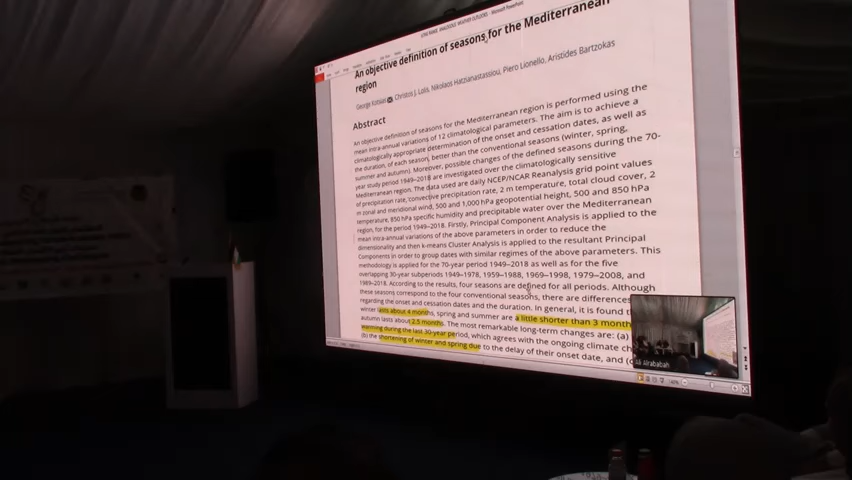 An objective definition of seasons for the Mediterranean
region
Christos J. Lolis, Nikolaos Hatzianastassiou, Piero Lionello, Aristides Bartzokas
Abstract
An objective definition of seasons for the Mediterranean region is performed using the
mean intra-annual variations of 12 climatological parameters. The aim is to achieve a
climatologically appropriate determination of the onset and cessation dates, as well as
the duration, of each season, better than the conventional seasons (winter, spring,
summer and autumn). Moreover, possible changes of the defined seasons during the 70-
year study period 1949–2018 are investigated over the climatologically sensitive
Mediterranean region. The data used are daily NCEP/NCAR Reanalysis grid point values
of precipitation rate, convective precipitation rate, 2 m temperature, total cloud cover, 2
m zonal and meridional wind, 500 and 1,000 hPa geopotential height, 500 and 850 hPa
temperature, 850 hPa specific humidity and precipitable water over the Mediterranean
region, for the period 1949–2018. Firstly, Principal Component Analysis is applied to the
mean intra-annual variations of the above parameters in order to reduce the
dimensionality and then k-means Cluster Analysis is applied to the resultant Principal
Components in order to group dates with similar regimes of the above parameters. This
methodology is applied for the 70-year period 1949–2018 as well as for the five
overlapping 30-year subperiods 1949–1978, 1959–1988, 1969–1998, 1979–2008, and
1989–2018. According to the results, four seasons are defined for all periods. Although
these seasons correspond to the four conventional seasons, there are differences
regarding the onset and cessation dates and the duration. In general, it is found
winter lasts about 4 months, spring and summer are a little shorter than 3 month
autumn lasts about 2.5 months. The most remarkable long-term changes are: (a)
warming during the last 30-year period, which agrees with the ongoing climate ch
(b) the shortening of winter and spring due to the delay of their onset date, and (c
Alrababah